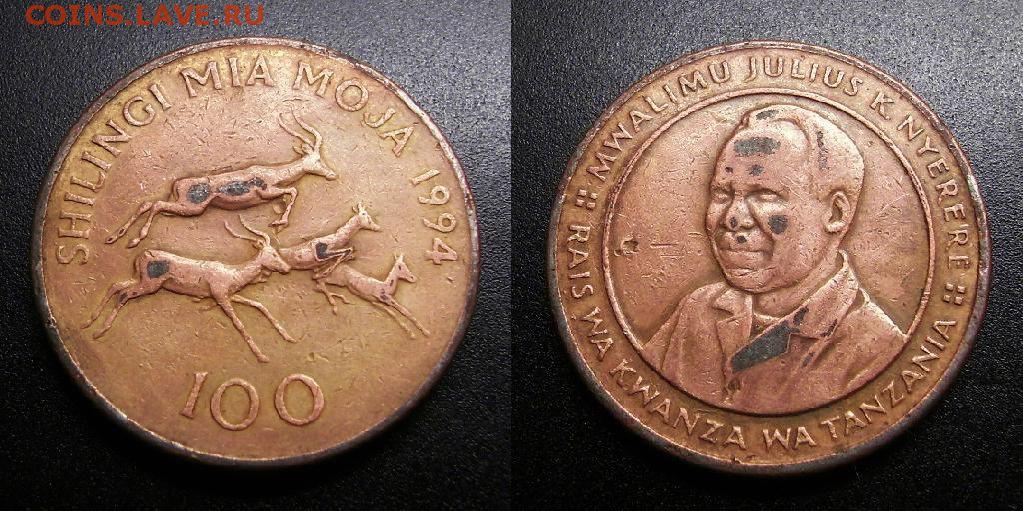 COINS.LAVE.RU
SHILINGI MIA MOJA 1994
100
MWALIMU JULIUS K. NYERERE
RAIS WA KWANZA WA TANZANIA